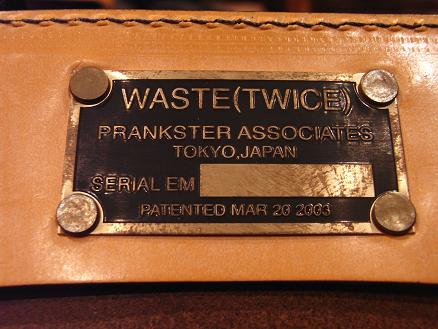 WASTE(TWICE)
PRANKSTER ASSOCIATES
TOKYO,JAPAN
SERIAL EM
PATENTED MAR 20 2003